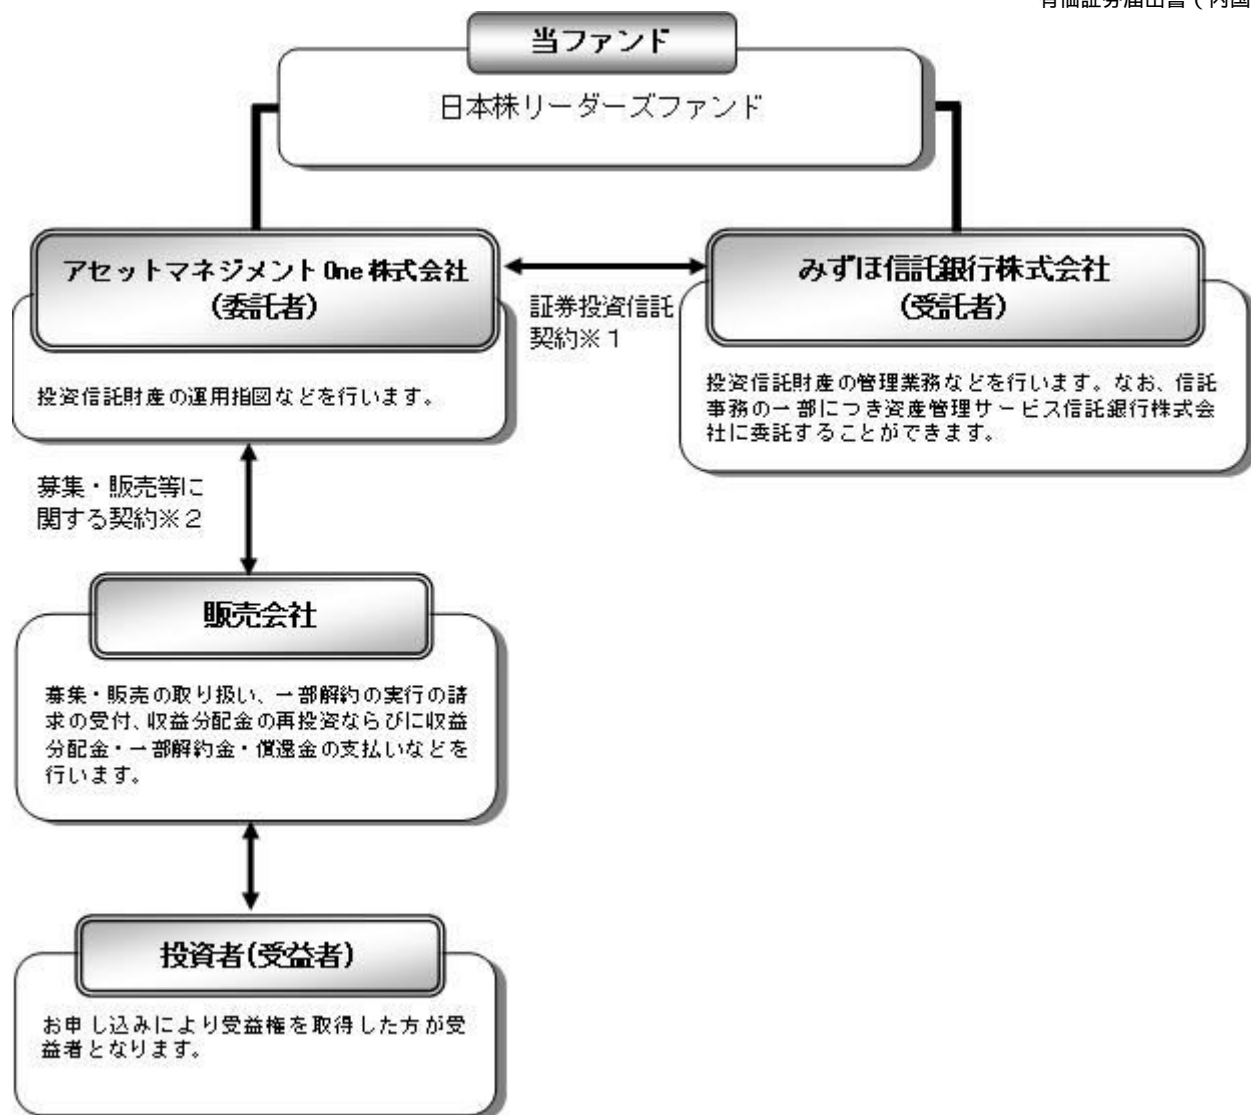 当ファンド
日本株リーダーズファンド
アセットマネジメントOne株式会社
(委託者)
投資信託財産の運用指図などを行います。
証券投資信託
契約※1
みずほ信託銀行株式会社
(受託者)
投資信託財産の管理業務などを行います。なお、信託
事務の一部につき資産管理サービス信託銀行株式会
社に委託することができます。
募集・販売等に
関する契約※2
販売会社
募集・販売の取り扱い、一部解約の実行の請
求の受付、収益分配金の再投資ならびに収益
分配金・一部解約金・償還金の支払いなどを
行います。
投資者(受益者)
お申し込みにより受益権を取得した方が受
益者となります。